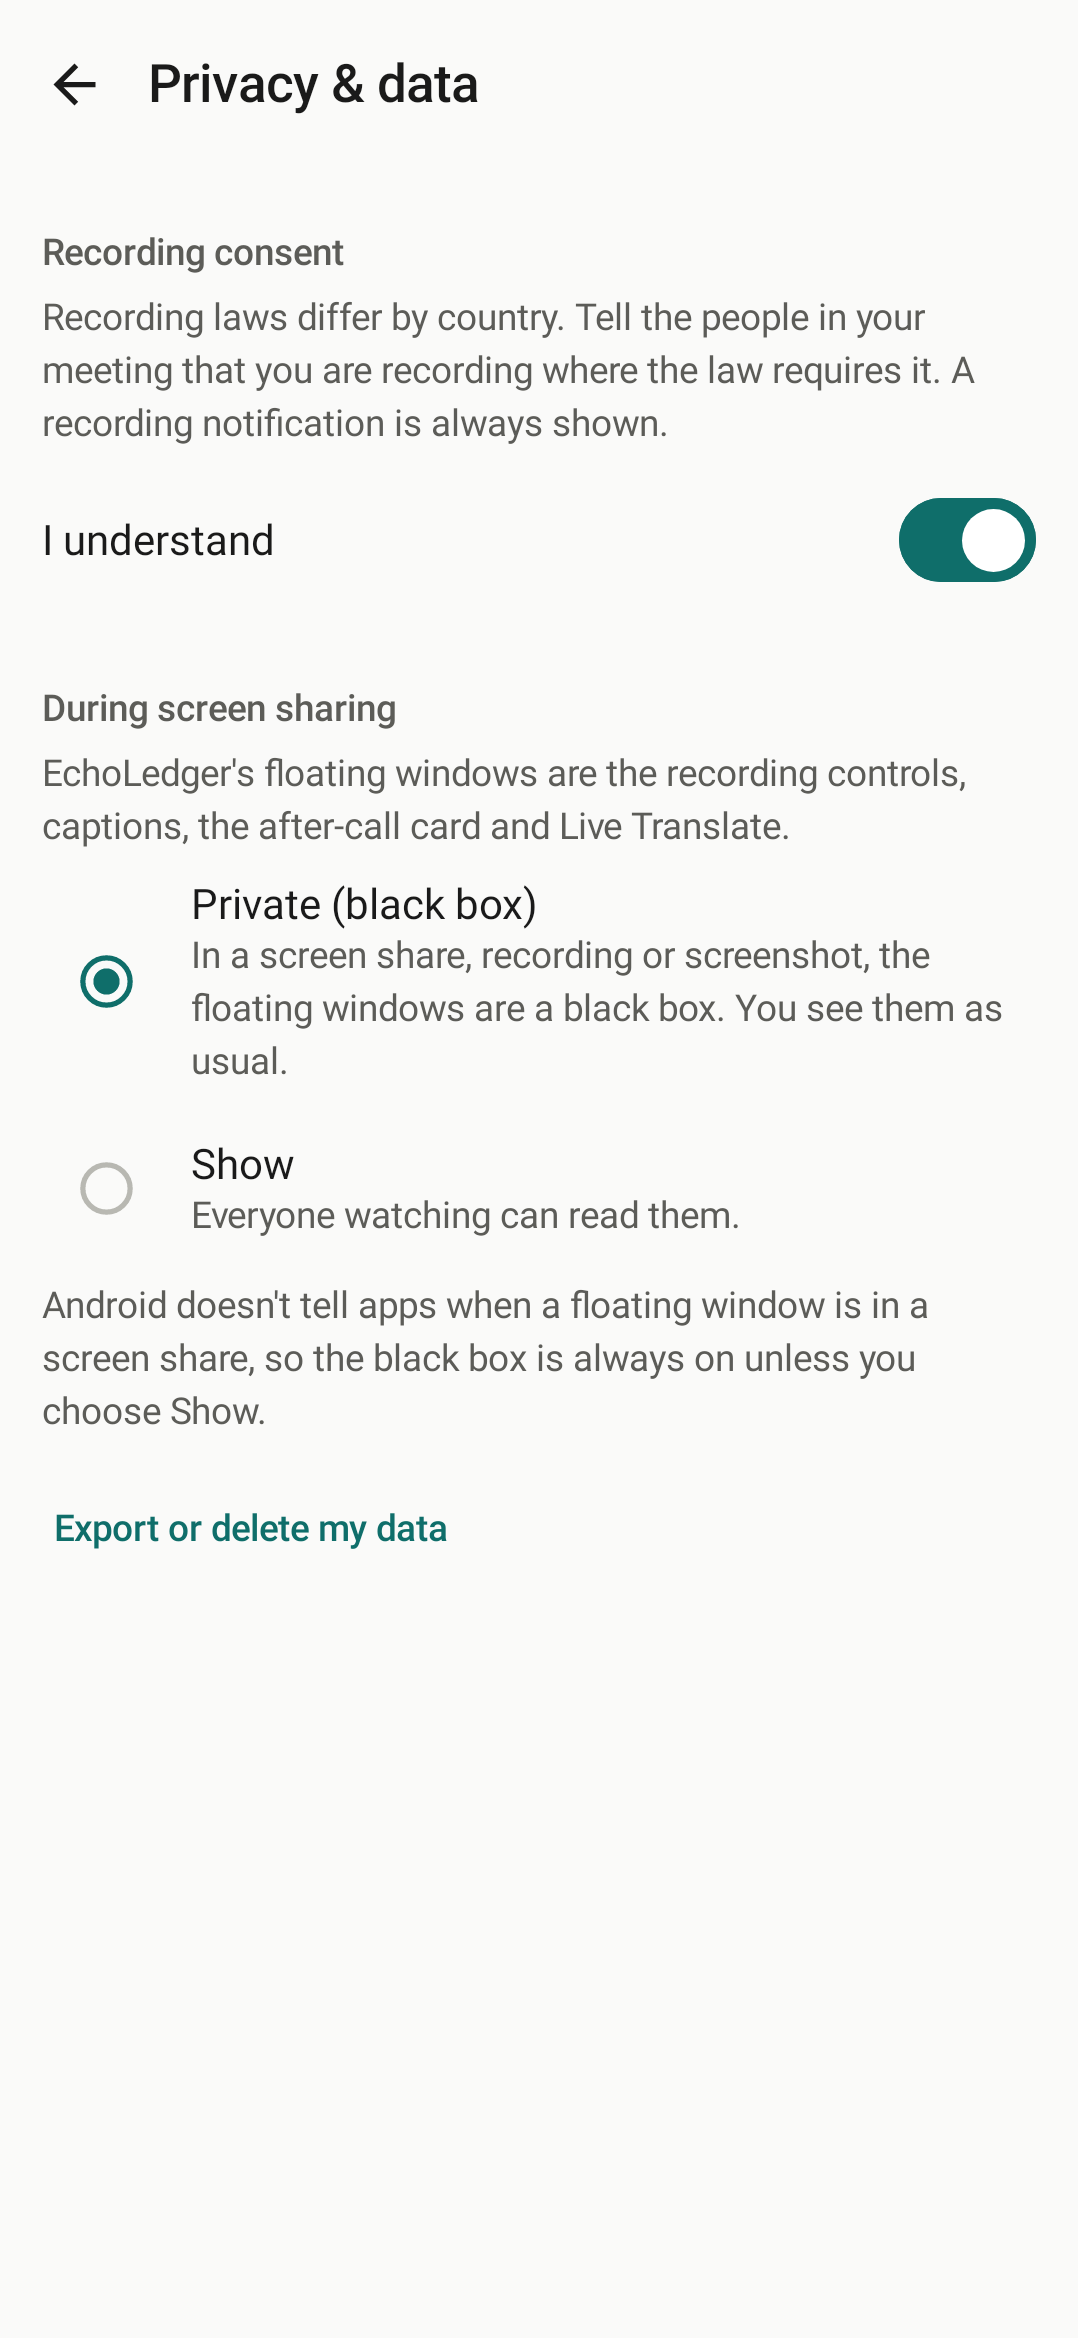 Privacy & data
Recording consent
Recording laws differ by country. Tell the people in your
meeting that you are recording where the law requires it. A
recording notification is always shown.
I understand
During screen sharing
EchoLedger's floating windows are the recording controls,
captions, the after-call card and Live Translate.
Private (black box)
In a screen share, recording or screenshot, the
floating windows are a black box. You see them as
usual.
Show
Everyone watching can read them.
Android doesn't tell apps when a floating window is in a
screen share, so the black box is always on unless you
choose Show.
Export or delete my data